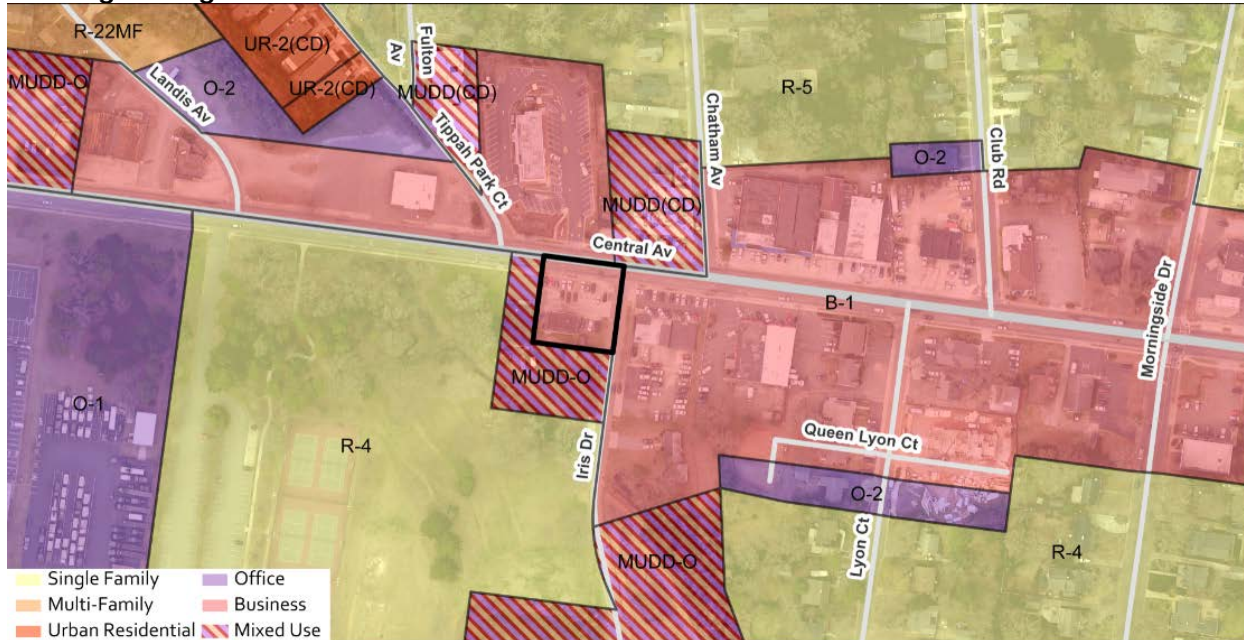 R-22MF
UR-2(CD)
Fulton
Av
MUDD-O
Landis Av
O-2
UR-2(CD)
MUDD(CD)
R-5
Chatham Av
Tippah Park Ct
Club Rd
O-2
MUDD(CD)
Central Av
B-1
Morningside Dr
MUDD-O
O-1
R-4
Iris Dr
Queen Lyon Ct
O-2
Lyon Ct
MUDD-O
R-4
Single Family
Office
Multi-Family
Business
Urban Residential
Mixed Use